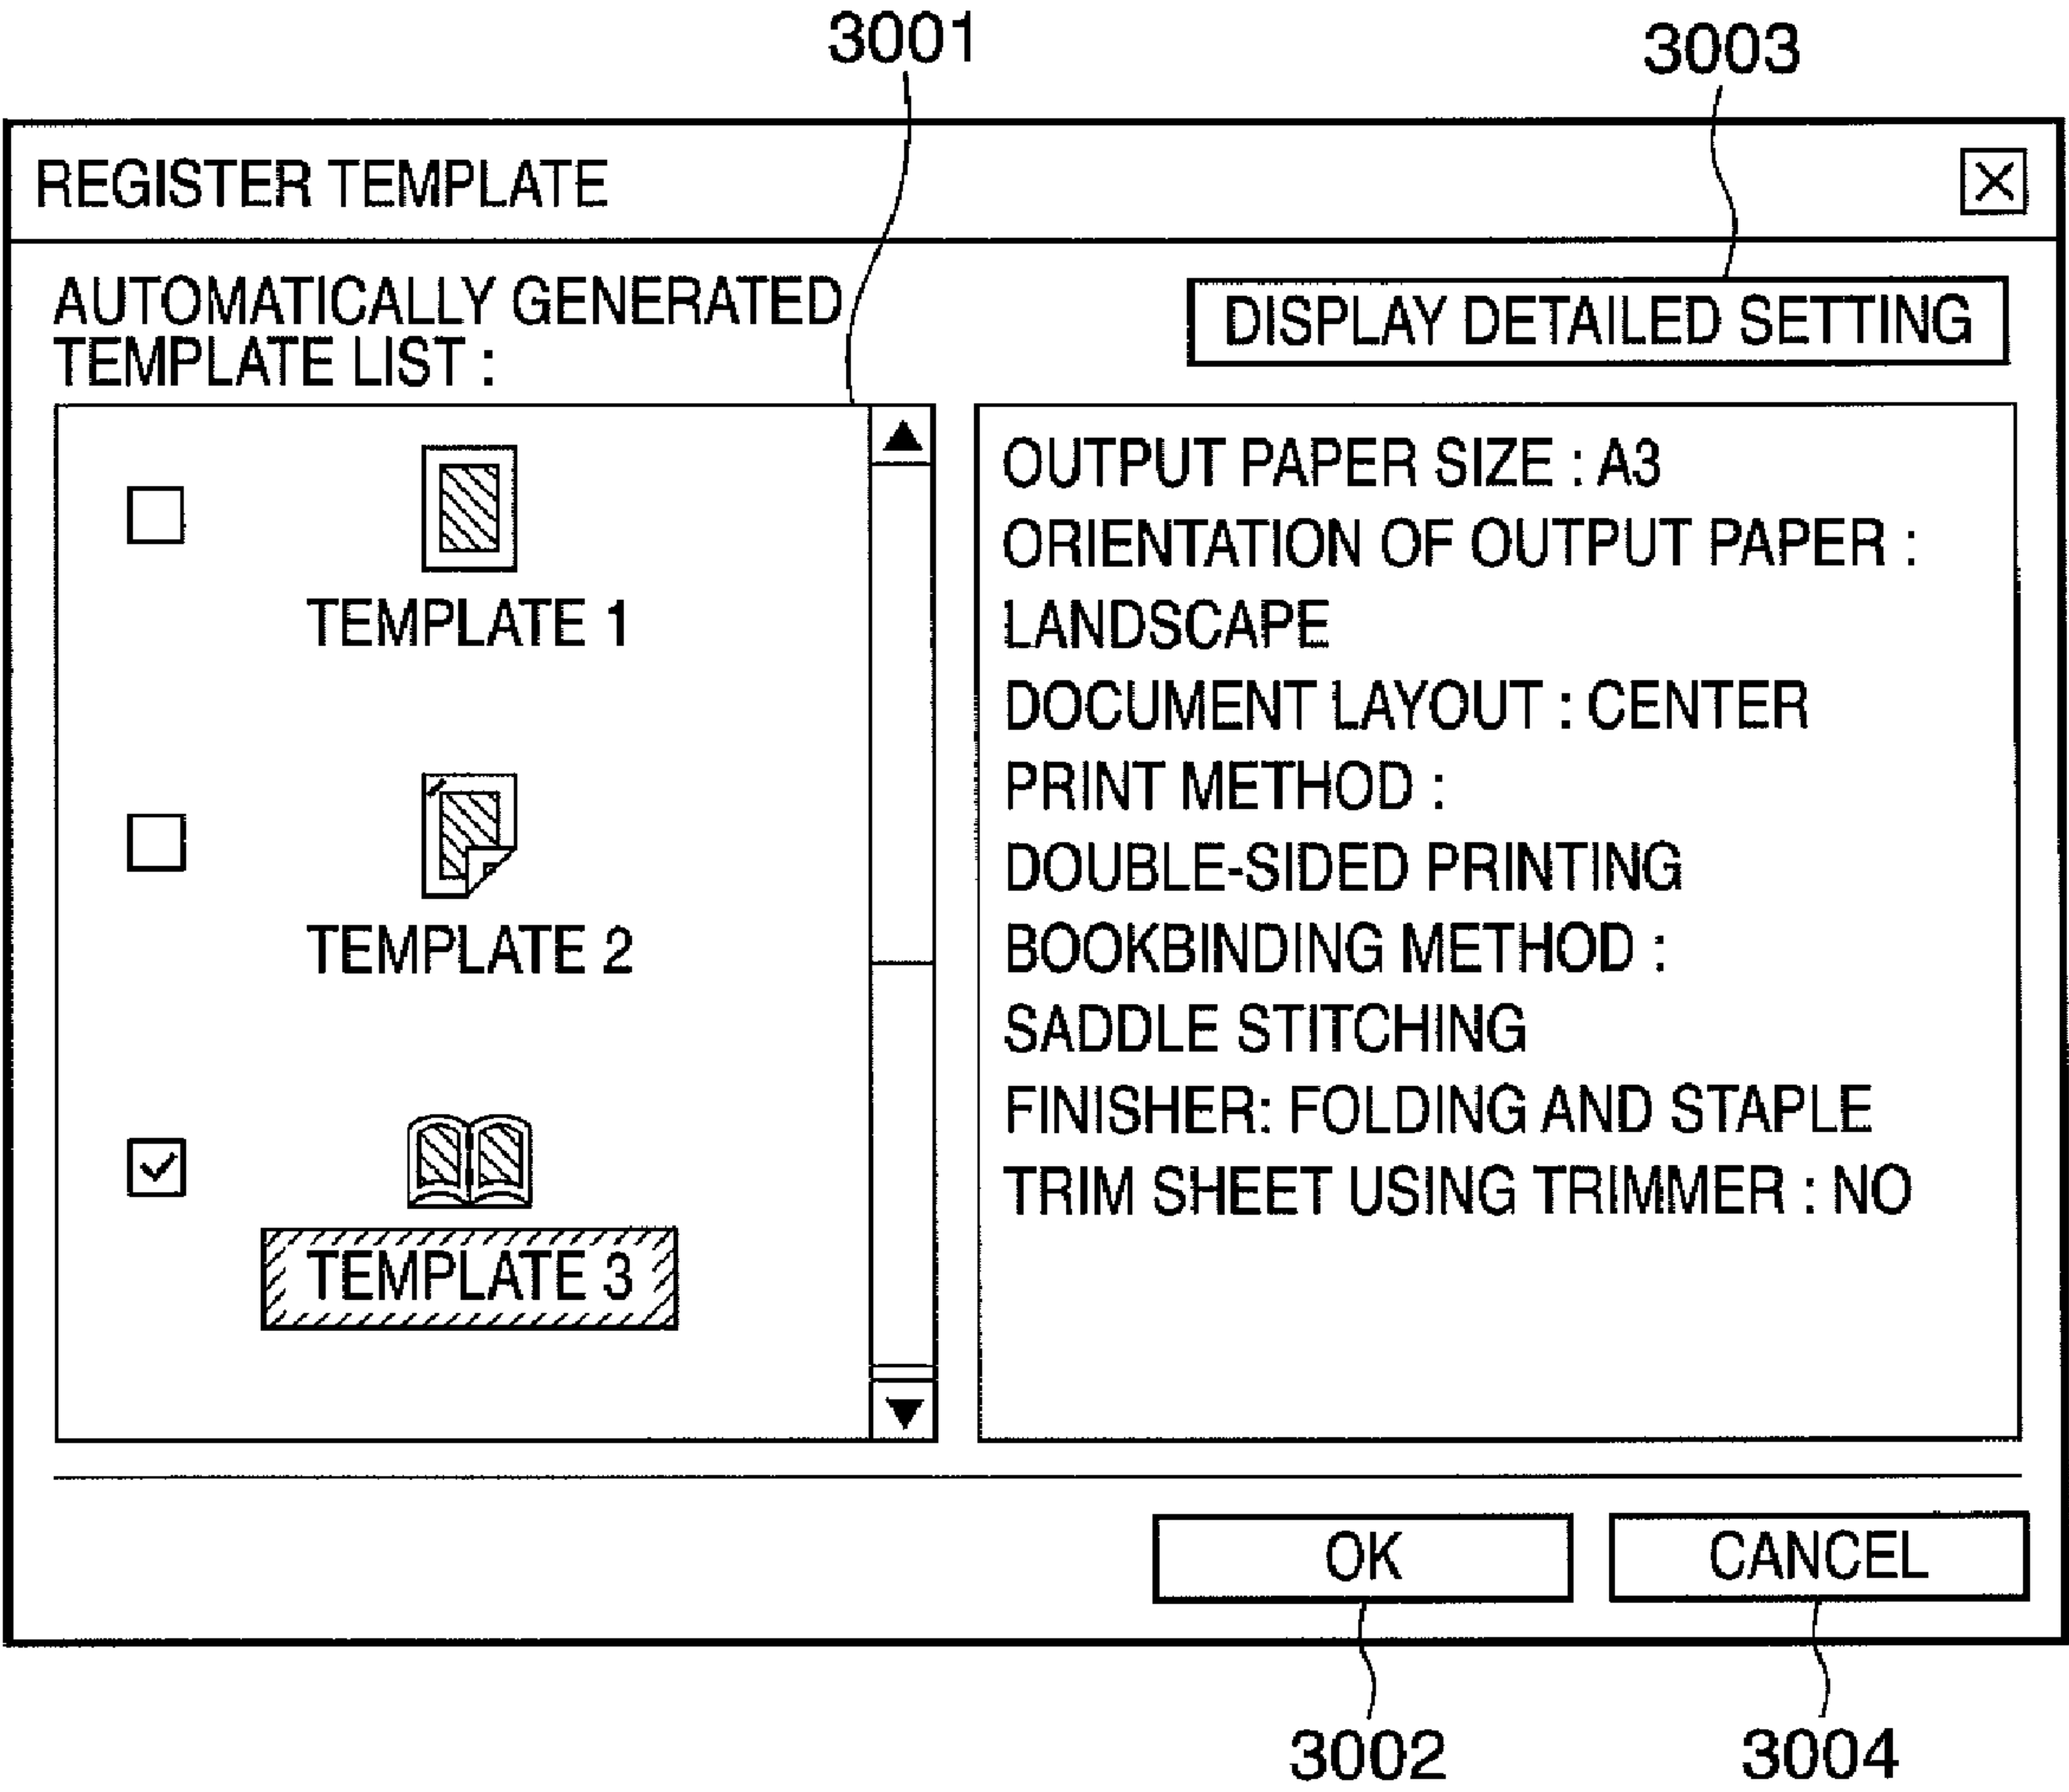 3001
3003
REGISTER TEMPLATE
AUTOMATICALLY GENERATED
TEMPLATE LIST :
DISPLAY DETAILED SETTING
TEMPLATE 1
TEMPLATE 2
TEMPLATE 3
OUTPUT PAPER SIZE : A3
ORIENTATION OF OUTPUT PAPER :
LANDSCAPE
DOCUMENT LAYOUT : CENTER
PRINT METHOD :
DOUBLE-SIDED PRINTING
BOOKBINDING METHOD :
SADDLE STITCHING
FINISHER: FOLDING AND STAPLE
TRIM SHEET USING TRIMMER : NO
OK
CANCEL
3002
3004